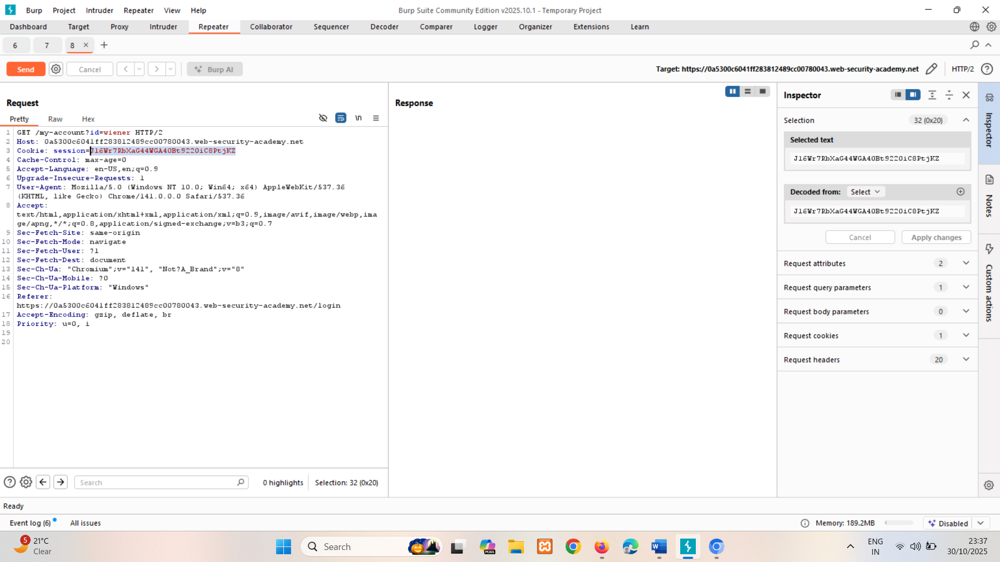 Burp Project Intruder Repeater View Help
Burp Suite Community Edition v2025.10.1 - Temporary Project
Dashboard Target Proxy Intruder Repeater Collaborator Sequencer Decoder Comparer Logger Organizer Extensions Learn
6 7 8 × +
Send Cancel < > Burp AI
Target: https://0a5300c6041ff283812489cc00780043.web-security-academy.net HTTP/2
Request
Pretty Raw Hex \n
1 GET /my-account?id=wiener HTTP/2
2 Host: 0a5300c6041ff283812489cc00780043.web-security-academy.net
3 Cookie: session=J16Wr7RbXaG44WGA40Bt9220iC8PtjKZ
4 Cache-Control: max-age=0
5 Accept-Language: en-US,en;q=0.9
6 Upgrade-Insecure-Requests: 1
7 User-Agent: Mozilla/5.0 (Windows NT 10.0; Win64; x64) AppleWebKit/537.36
(KHTML, like Gecko) Chrome/141.0.0.0 Safari/537.36
8 Accept:
text/html,application/xhtml+xml,application/xml;q=0.9,image/avif,image/webp,ima
ge/apng,*/*;q=0.8,application/signed-exchange;v=b3;q=0.7
9 Sec-Fetch-Site: same-origin
10 Sec-Fetch-Mode: navigate
11 Sec-Fetch-User: ?1
12 Sec-Fetch-Dest: document
13 Sec-Ch-Ua: "Chromium";v="141", "Not?A_Brand";v="8"
14 Sec-Ch-Ua-Mobile: ?0
15 Sec-Ch-Ua-Platform: "Windows"
16 Referer:
https://0a5300c6041ff283812489cc00780043.web-security-academy.net/login
17 Accept-Encoding: gzip, deflate, br
18 Priority: u=0, i
19
20
Search
0 highlights
Selection: 32 (0x20)
Response
Inspector
Selection 32 (0x20)
Selected text
J16Wr7RbXaG44WGA40Bt9220iC8PtjKZ
Decoded from: Select
J16Wr7RbXaG44WGA40Bt9220iC8PtjKZ
Cancel Apply changes
Request attributes 2
Request query parameters 1
Request body parameters 0
Request cookies 1
Request headers 20
Inspector
Notes
Custom actions
Ready
Event log (6) All issues
Memory: 189.2MB Disabled
5 21°C
Clear
Search
M365
W
ENG
IN
23:37
30/10/2025